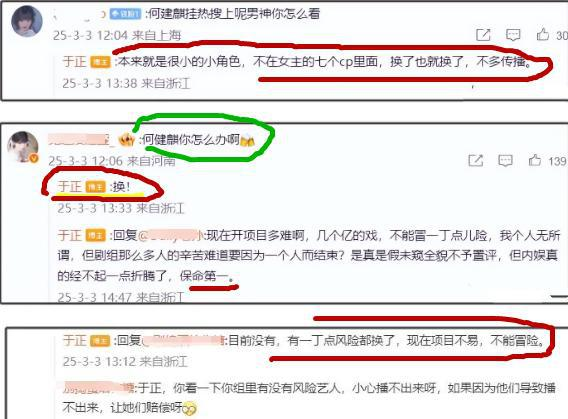 铁粉1 :何建麒挂热搜上呢男神你怎么看
25-3-3 12:04 来自上海
30
于正 博主 :本来就是很小的小角色，不在女主的七个cp里面，换了也就换了，不多传播。
25-3-3 13:38 来自浙江
:何健麒你怎么办啊
25-3-3 12:06 来自河南
139
于正 博主 :换！
25-3-3 13:33 来自浙江
于正 博主 :回复@ :现在开项目多难啊，几个亿的戏，不能冒一丁点儿险，我个人无所
谓，但剧组那么多人的辛苦难道要因为一个人而结束？是真是假未窥全貌不予置评，但内娱真
的经不起一点折腾了，保命第一。
25-3-3 14:47 来自浙江
于正 博主 :回复@ :目前没有，有一丁点风险都换了，现在项目不易，不能冒险。
25-3-3 13:12 来自浙江
:于正，你看一下你组里有没有风险艺人，小心播不出来呀，如果因为他们导致播
不出来，让她们赔偿呀